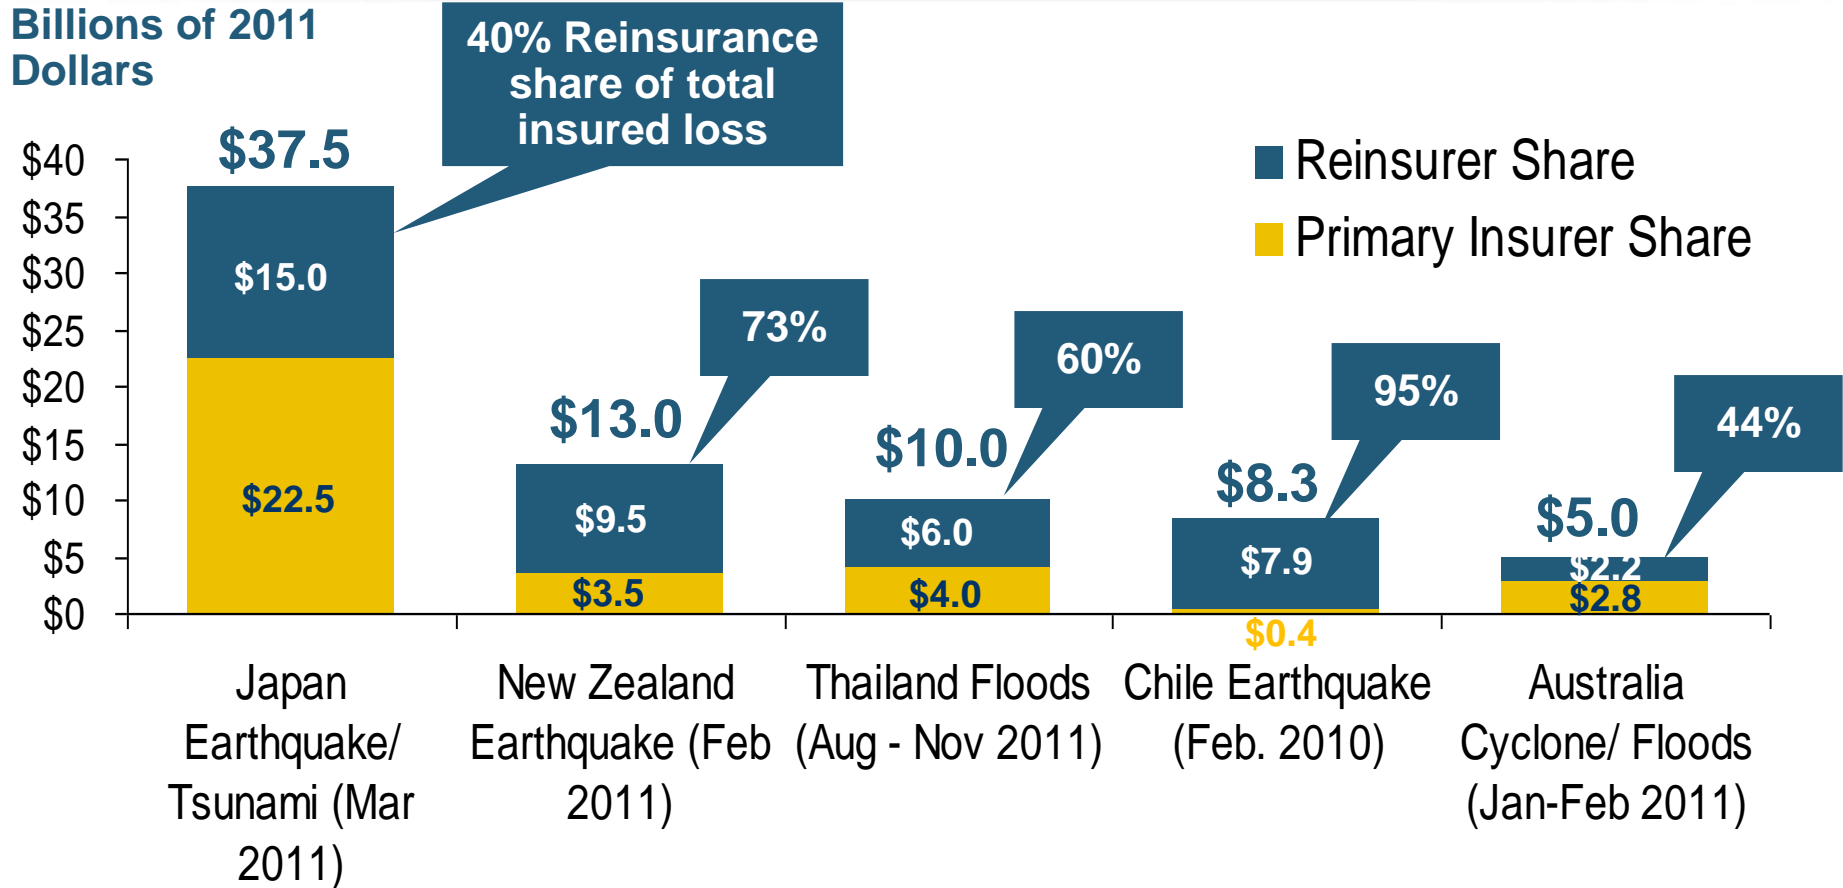 Billions of 2011
Dollars
40% Reinsurance
share of total
insured loss
$37.5
Reinsurer Share
Primary Insurer Share
$40
$35
$30
$25
$20
$15
$10
$5
$0
$15.0
$22.5
73%
$13.0
$9.5
$3.5
60%
$10.0
$6.0
$4.0
95%
$8.3
$7.9
$0.4
44%
$5.0
$2.2
$2.8
Japan
Earthquake/
Tsunami (Mar
2011)
New Zealand
Earthquake (Feb
2011)
Thailand Floods
(Aug - Nov 2011)
Chile Earthquake
(Feb. 2010)
Australia
Cyclone/ Floods
(Jan-Feb 2011)